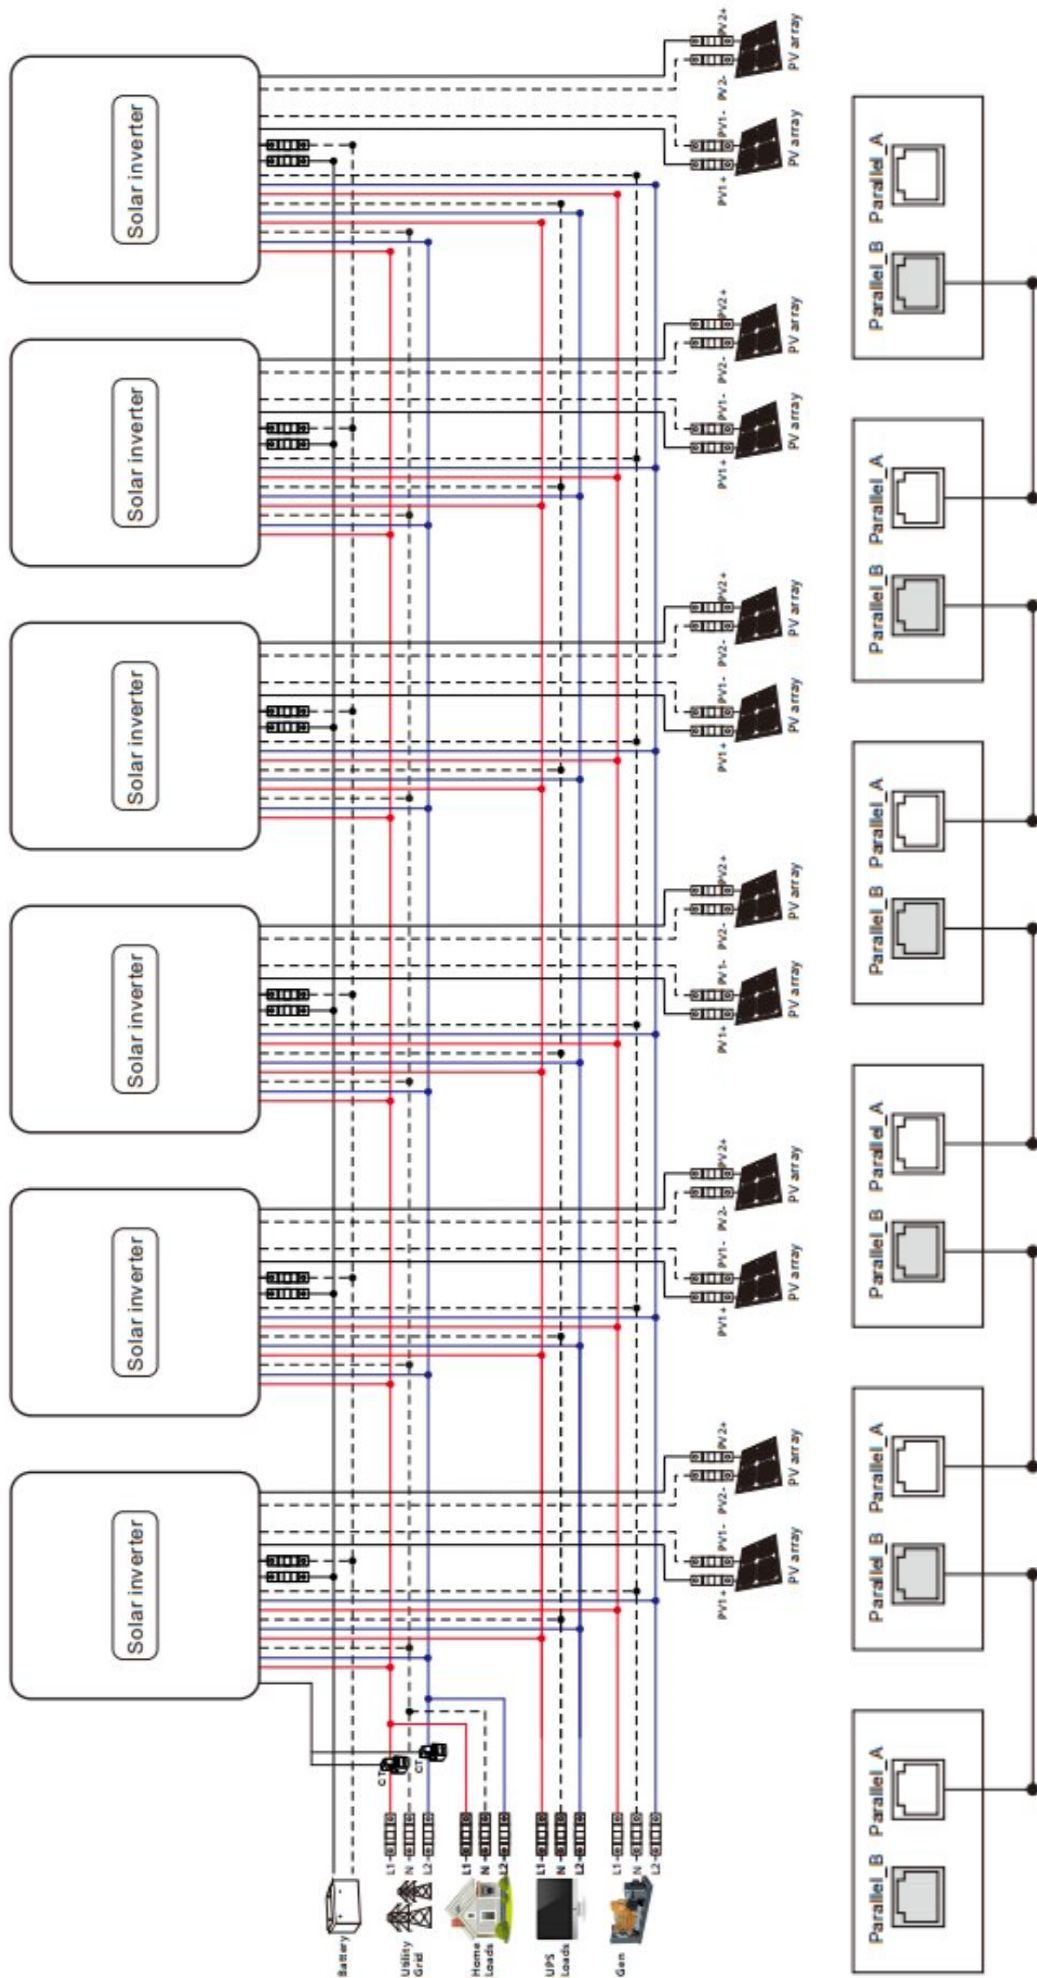 Solar inverter
Solar inverter
Solar inverter
Solar inverter
Solar inverter
Solar inverter
Battery
CT
CT
Utility
Grid
L1
N
L2
Home
Loads
L1
N
L2
UPS
Loads
L1
N
L2
Gen
L1
N
L2
PV1+
PV1-
PV2-
PV2+
PV array
PV array
PV1+
PV1-
PV2-
PV2+
PV array
PV array
PV1+
PV1-
PV2-
PV2+
PV array
PV array
PV1+
PV1-
PV2-
PV2+
PV array
PV array
PV1+
PV1-
PV2-
PV2+
PV array
PV array
PV1+
PV1-
PV2-
PV2+
PV array
PV array
Parallel_B Parallel_A
Parallel_B Parallel_A
Parallel_B Parallel_A
Parallel_B Parallel_A
Parallel_B Parallel_A
Parallel_B Parallel_A